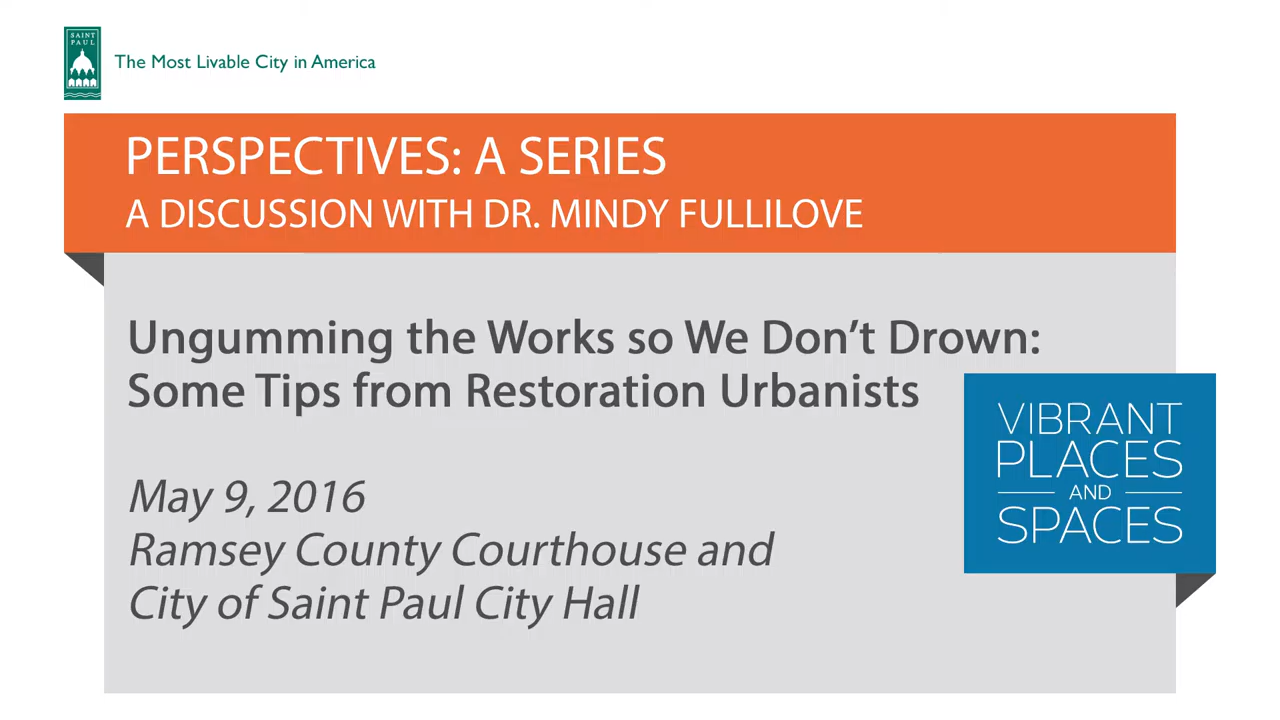 SAINT
PAUL
The Most Livable City in America
PERSPECTIVES: A SERIES
A DISCUSSION WITH DR. MINDY FULLILOVE
Ungumming the Works so We Don’t Drown:
Some Tips from Restoration Urbanists
May 9, 2016
Ramsey County Courthouse and
City of Saint Paul City Hall
VIBRANT
PLACES
AND
SPACES